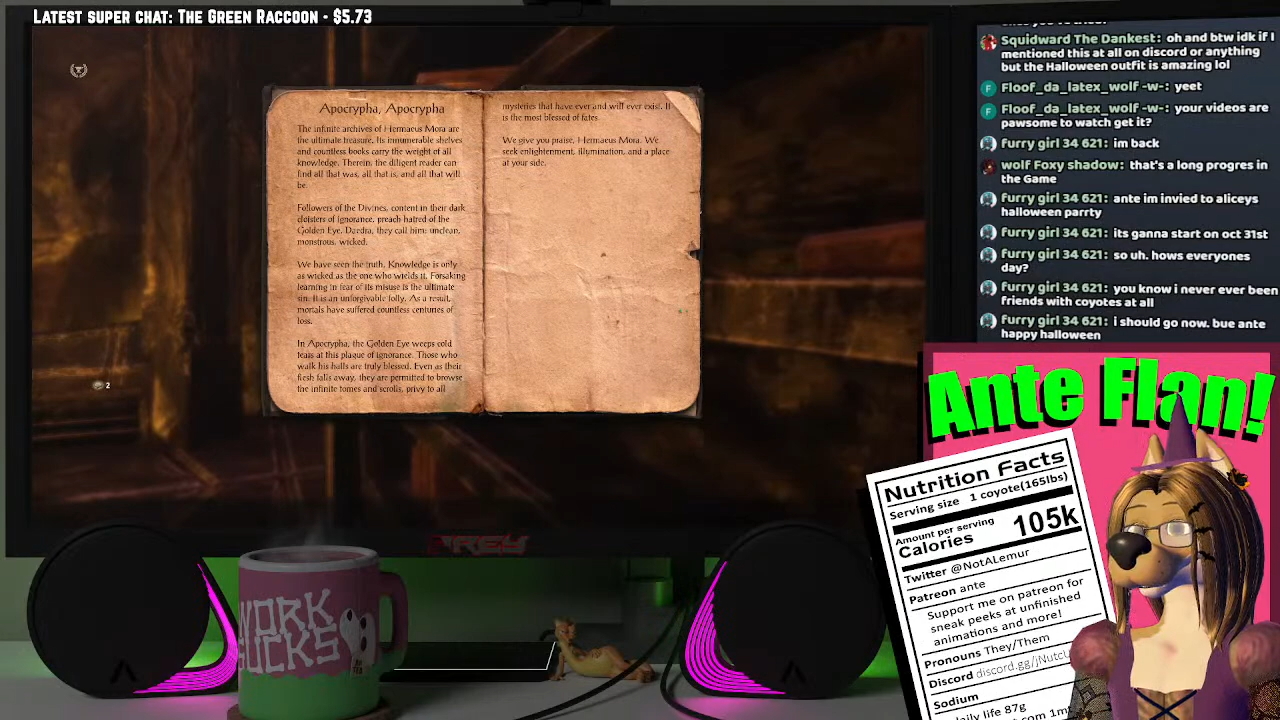 LATEST SUPER CHAT: THE GREEN RACCOON - $5.73
Apocrypha, Apocrypha
The infinite archives of Hermaeus Mora are
the ultimate treasure. Its innumerable shelves
and countless books carry the weight of all
knowledge. Therein, the diligent reader can
find all that was, all that is, and all that will
be.
Followers of the Divines, content in their dark
cloisters of ignorance, preach hatred of the
Golden Eye. Daedra, they call him: unclean,
monstrous, wicked.
We have seen the truth. Knowledge is only
as wicked as the one who wields it. Forsaking
learning in fear of its misuse is the ultimate
sin. It is an unforgivable folly. As a result,
mortals have suffered countless centuries of
loss.
In Apocrypha, the Golden Eye weeps cold
tears at this plague of ignorance. Those who
walk his halls are truly blessed. Even as their
flesh falls away, they are permitted to browse
the infinite tomes and scrolls, privy to all
mysteries that have ever and will ever exist. It
is the most blessed of fates.
We give you praise, Hermaeus Mora. We
seek enlightenment, illumination, and a place
at your side.
2
Squidward The Dankest: oh and btw idk if I
mentioned this at all on discord or anything
but the Halloween outfit is amazing lol
F Floof_da_latex_wolf -w-: yeet
F Floof_da_latex_wolf -w-: your videos are
pawsome to watch get it?
furry girl 34 621: im back
wolf Foxy shadow: that's a long progres in
the Game
furry girl 34 621: ante im invied to aliceys
halloween parrty
furry girl 34 621: its ganna start on oct 31st
furry girl 34 621: so uh. hows everyones
day?
furry girl 34 621: you know i never ever been
friends with coyotes at all
furry girl 34 621: i should go now. bue ante
happy halloween
Ante Flan!
Nutrition Facts
Serving size 1 coyote(165lbs)
Amount per serving
Calories 105k
Twitter @NotALemur
Patreon ante
Support me on patreon for
sneak peeks at unfinished
animations and more!
Pronouns They/Them
Discord discord.gg/jNutcu
Sodium
daily life 87g
WORK
SUCKS